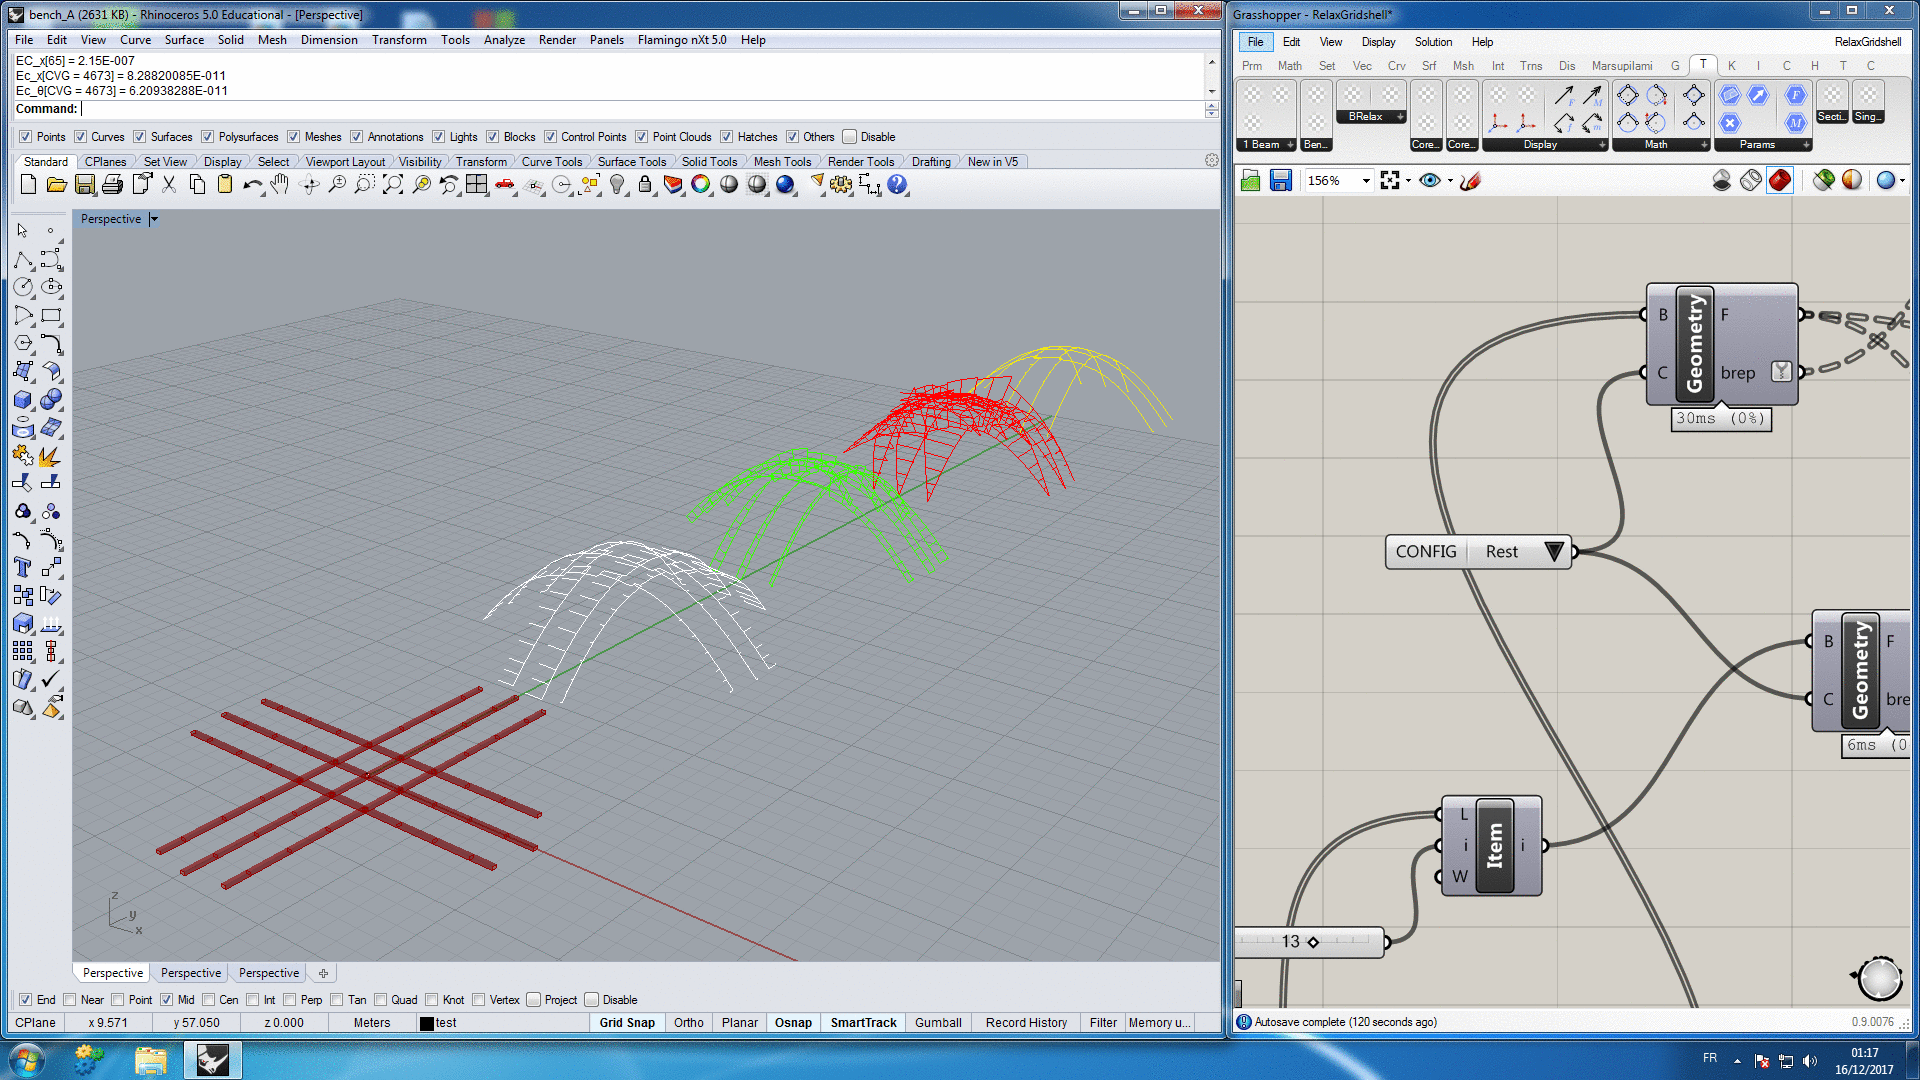 bench_A (2631 KB) - Rhinoceros 5.0 Educational - [Perspective]
File Edit View Curve Surface Solid Mesh Dimension Transform Tools Analyze Render Panels Flamingo nXt 5.0 Help
EC_x[65] = 2.15E-007
Ec_x[CVG = 4673] = 8.28820085E-011
Ec_θ[CVG = 4673] = 6.20938288E-011
Command:
Points Curves Surfaces Polysurfaces Meshes Annotations Lights Blocks Control Points Point Clouds Hatches Others Disable
Standard CPlanes Set View Display Select Viewport Layout Visibility Transform Curve Tools Surface Tools Solid Tools Mesh Tools Render Tools Drafting New in V5
Perspective
z
y
x
Perspective Perspective Perspective
End Near Point Mid Cen Int Perp Tan Quad Knot Vertex Project Disable
CPlane x 9.571 y 57.050 z 0.000 Meters test Grid Snap Ortho Planar Osnap SmartTrack Gumball Record History Filter Memory u...
Grasshopper - RelaxGridshell*
File Edit View Display Solution Help RelaxGridshell
Prm Math Set Vec Crv Srf Msh Int Trns Dis Marsupilami G T K I C H T C
BRelax Secti... Sing...
1 Beam Ben... Core... Core... Display Math Params
156%
B Geometry F
C brep
30ms (0%)
CONFIG Rest
B Geometry F
C bre
6ms (0
L Item
i i
W
13
Autosave complete (120 seconds ago) 0.9.0076
FR 01:17
16/12/2017